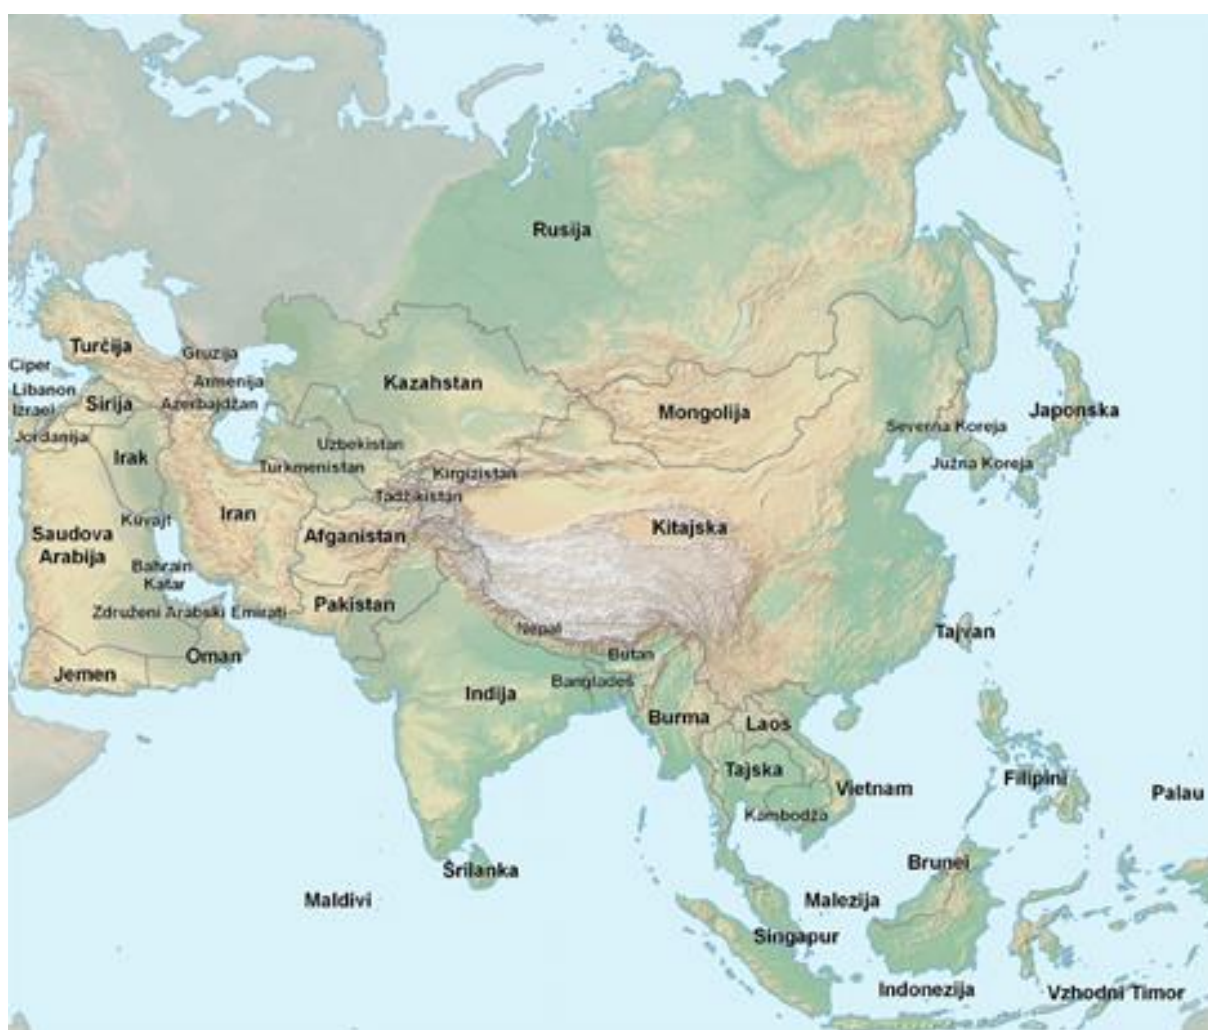 Rusija
Turčija
Gruzija
Ciper
Armenija
Kazahstan
Libanon
Izrael
Sirija
Azerbajdžan
Mongolija
Japonska
Severna Koreja
Jordanija
Uzbekistan
Irak
Turkmenistan
Kirgizistan
Južna Koreja
Tadžikistan
Kuvajt
Iran
Saudova
Arabija
Afganistan
Kitajska
Bahrain
Katar
Pakistan
Združeni Arabski Emirati
Nepal
Tajvan
Oman
Butan
Jemen
Bangladeš
Indija
Burma
Laos
Tajska
Filipini
Vietnam
Palau
Kambodža
Brunei
Šrilanka
Maldivi
Malezija
Singapur
Indonezija
Vzhodni Timor